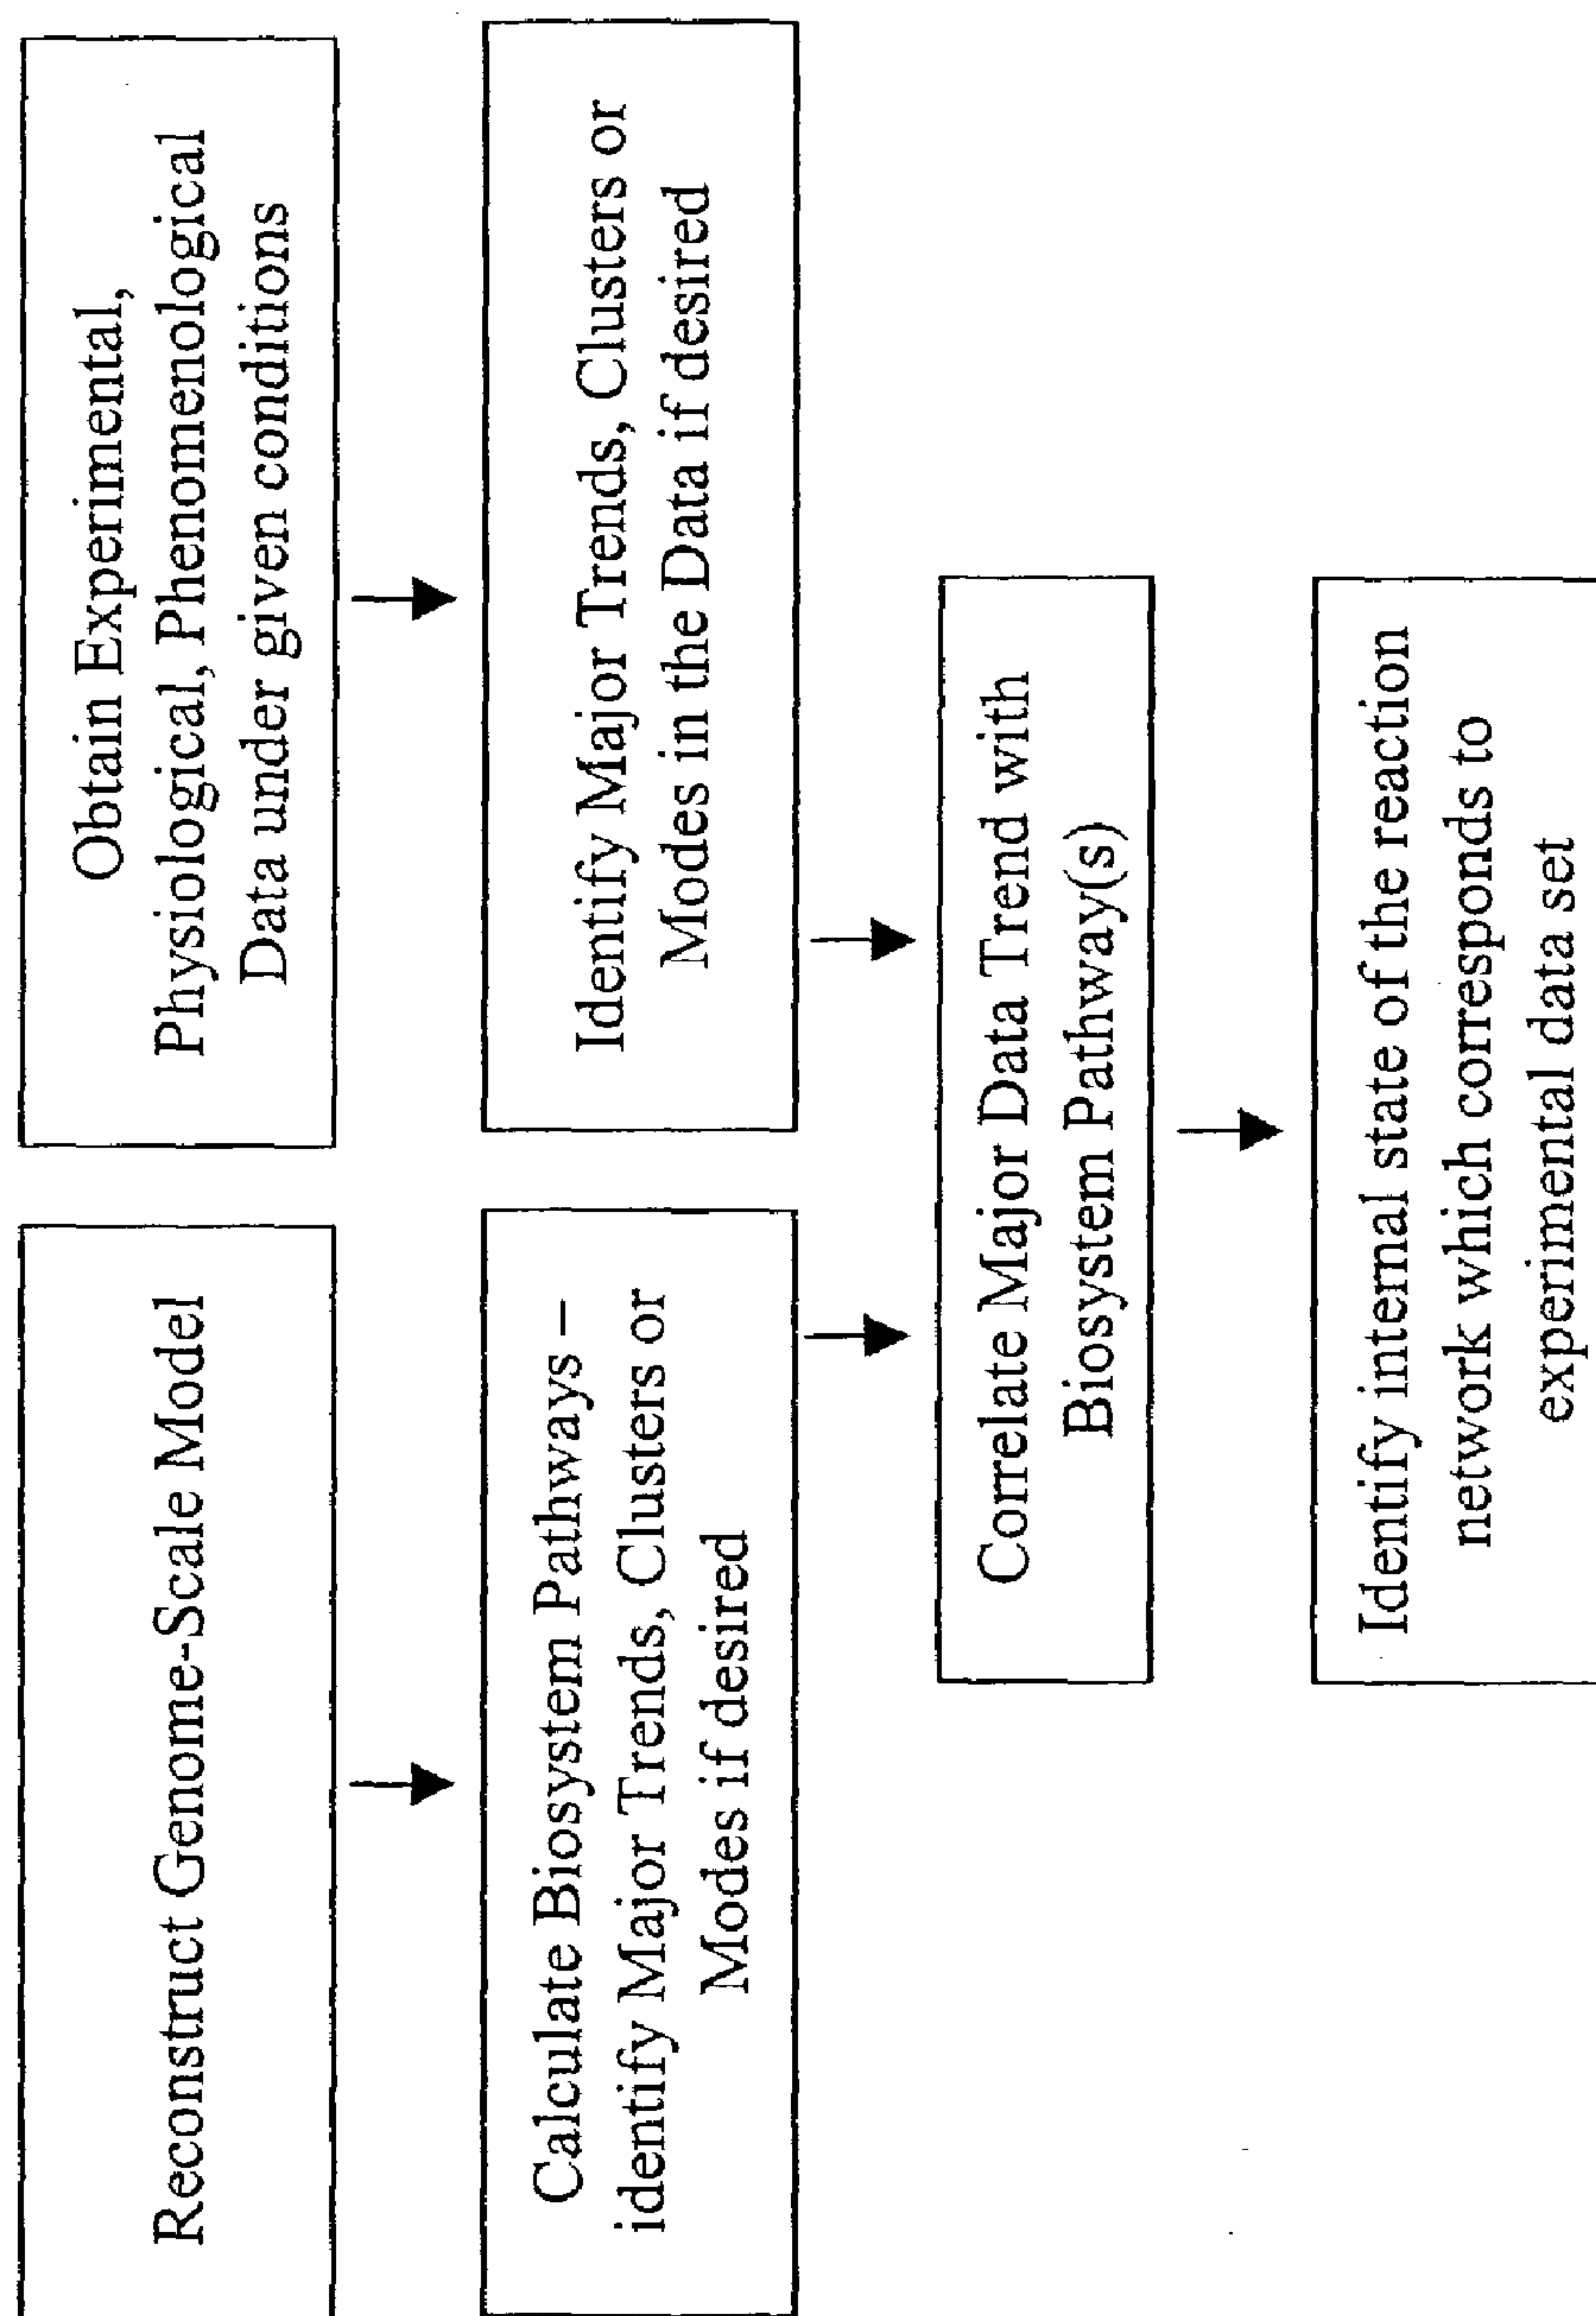 Reconstruct Genome-Scale Model
Obtain Experimental,
Physiological, Phenomenological
Data under given conditions
Calculate Biosystem Pathways –
identify Major Trends, Clusters or
Modes if desired
Identify Major Trends, Clusters or
Modes in the Data if desired
Correlate Major Data Trend with
Biosystem Pathway(s)
Identify internal state of the reaction
network which corresponds to
experimental data set